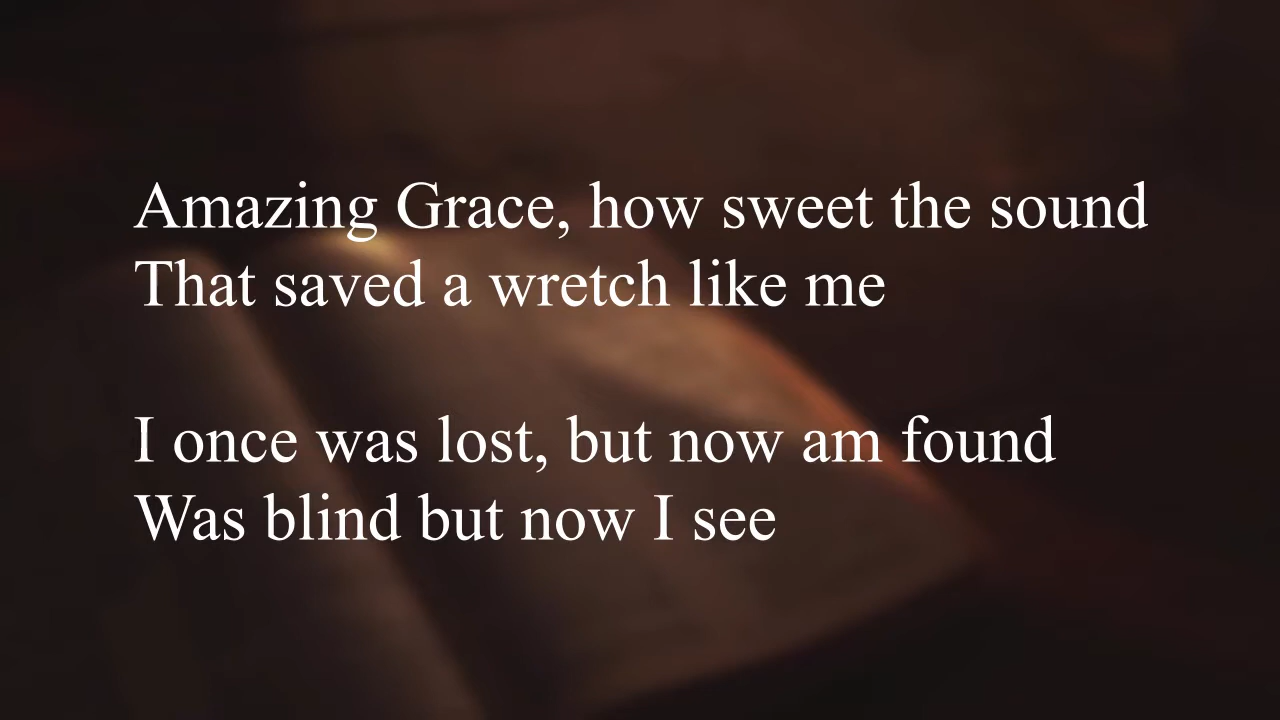 Amazing Grace, how sweet the sound
That saved a wretch like me
I once was lost, but now am found
Was blind but now I see